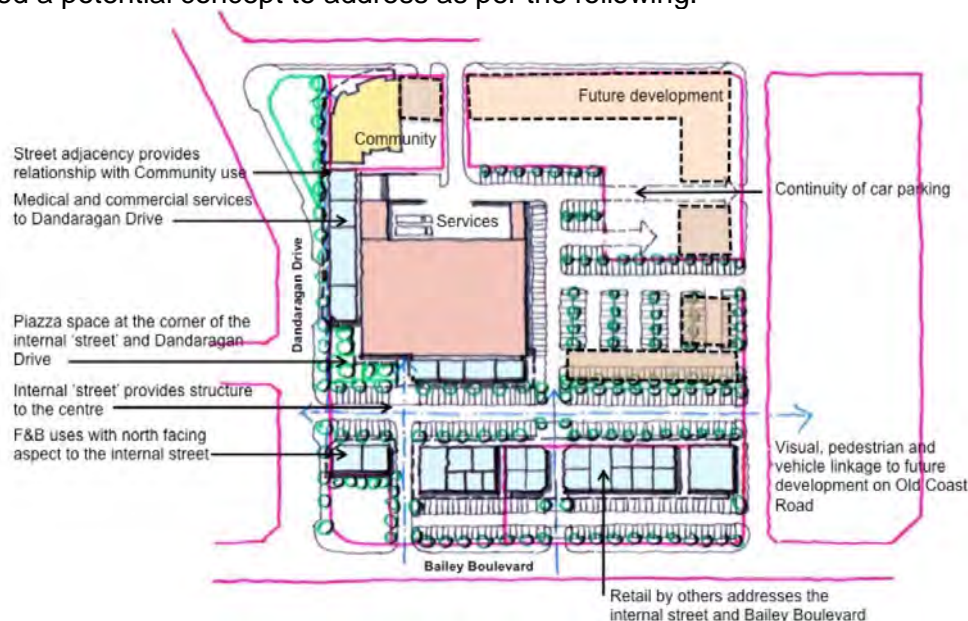 ed a potential concept to address as per the following:
Future development
Community
Street adjacency provides
relationship with Community use
Medical and commercial services
to Dandaragan Drive
Services
Continuity of car parking
Dandaragan Drive
Piazza space at the corner of the
internal 'street' and Dandaragan
Drive
Internal 'street' provides structure
to the centre
F&B uses with north facing
aspect to the internal street
Visual, pedestrian and
vehicle linkage to future
development on Old Coast
Road
Bailey Boulevard
Retail by others addresses the
internal street and Bailey Boulevard